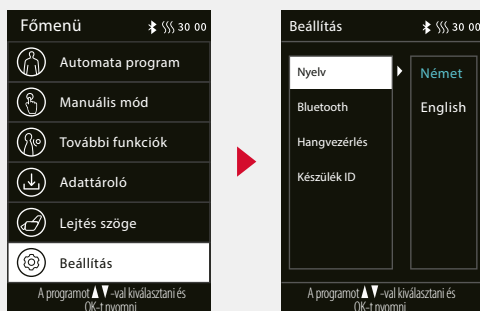 Főmenü 30 00
Automata program
Manuális mód
További funkciók
Adattároló
Lejtés szöge
Beállítás
A programot -val kiválasztani és
OK-t nyomni
Beállítás 30 00
Nyelv Német
Bluetooth English
Hangvezérlés
Készülék ID
A programot -val kiválasztani és
OK-t nyomni